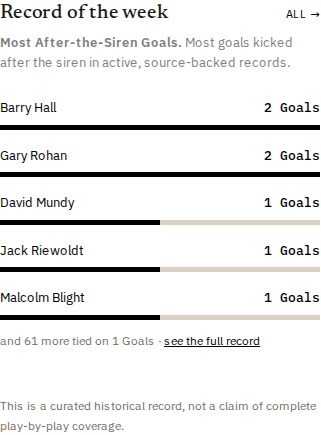 Record of the week
ALL →
Most After-the-Siren Goals. Most goals kicked
after the siren in active, source-backed records.
Barry Hall 2 Goals
Gary Rohan 2 Goals
David Mundy 1 Goals
Jack Riewoldt 1 Goals
Malcolm Blight 1 Goals
and 61 more tied on 1 Goals · see the full record
This is a curated historical record, not a claim of complete
play-by-play coverage.